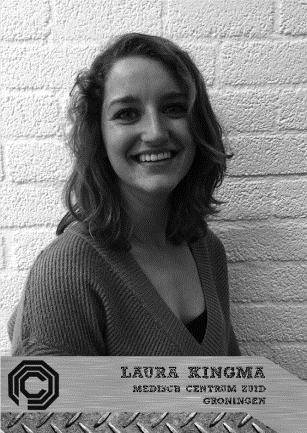 LAURA KINGMA
MEDISCH CENTRUM ZUID
GRONINGEN